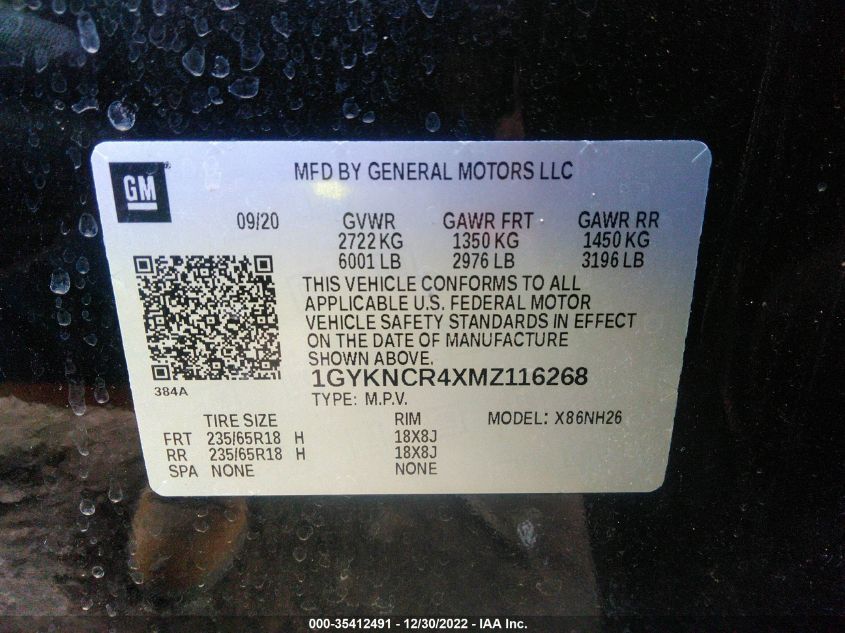 GM
MFD BY GENERAL MOTORS LLC
09/20 GVWR GAWR FRT GAWR RR
2722 KG 1350 KG 1450 KG
6001 LB 2976 LB 3196 LB
THIS VEHICLE CONFORMS TO ALL
APPLICABLE U.S. FEDERAL MOTOR
VEHICLE SAFETY STANDARDS IN EFFECT
ON THE DATE OF MANUFACTURE
SHOWN ABOVE.
1GYKNCR4XMZ116268
384A
TYPE: M.P.V.
TIRE SIZE RIM MODEL: X86NH26
FRT 235/65R18 H 18X8J
RR 235/65R18 H 18X8J
SPA NONE NONE
000-35412491 - 12/30/2022 - IAA Inc.